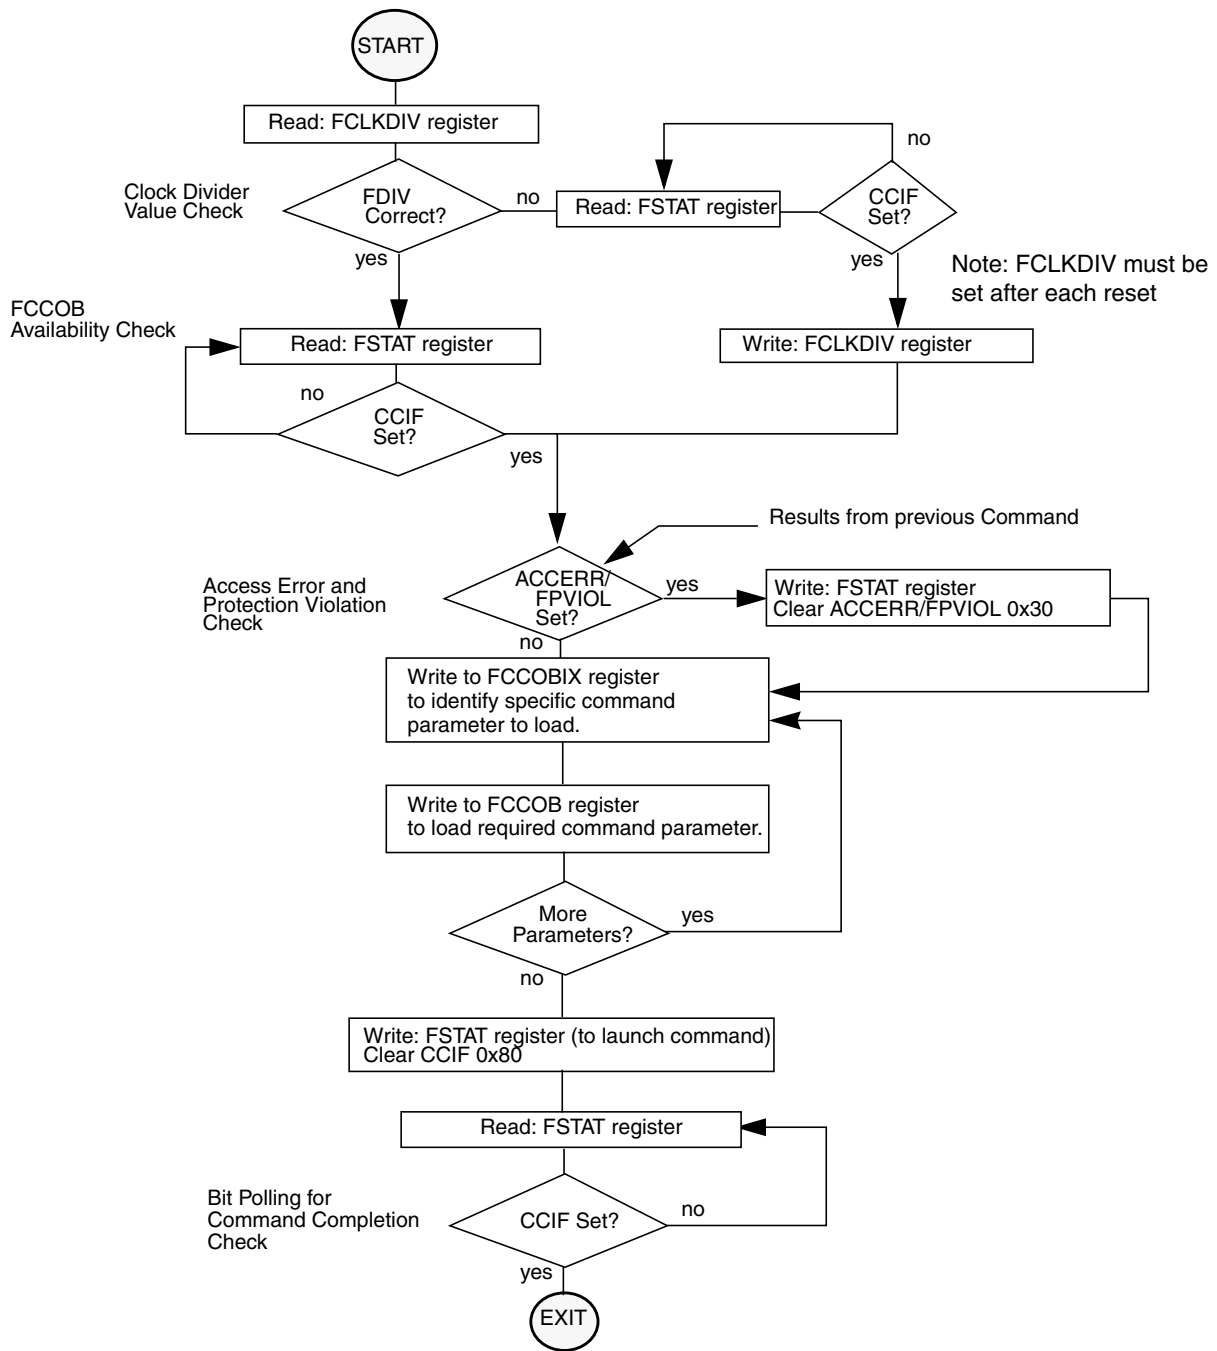 START
Read: FCLKDIV register
Clock Divider
Value Check
FDIV
Correct?
no
Read: FSTAT register
CCIF
Set?
no
yes
yes
Note: FCLKDIV must be
set after each reset
FCCOB
Availability Check
Read: FSTAT register
Write: FCLKDIV register
no
CCIF
Set?
yes
Results from previous Command
Access Error and
Protection Violation
Check
ACCERR/
FPVIOL
Set?
yes
Write: FSTAT register
Clear ACCERR/FPVIOL 0x30
no
Write to FCCOBIX register
to identify specific command
parameter to load.
Write to FCCOB register
to load required command parameter.
More
Parameters?
yes
no
Write: FSTAT register (to launch command)
Clear CCIF 0x80
Read: FSTAT register
Bit Polling for
Command Completion
Check
CCIF Set?
no
yes
EXIT